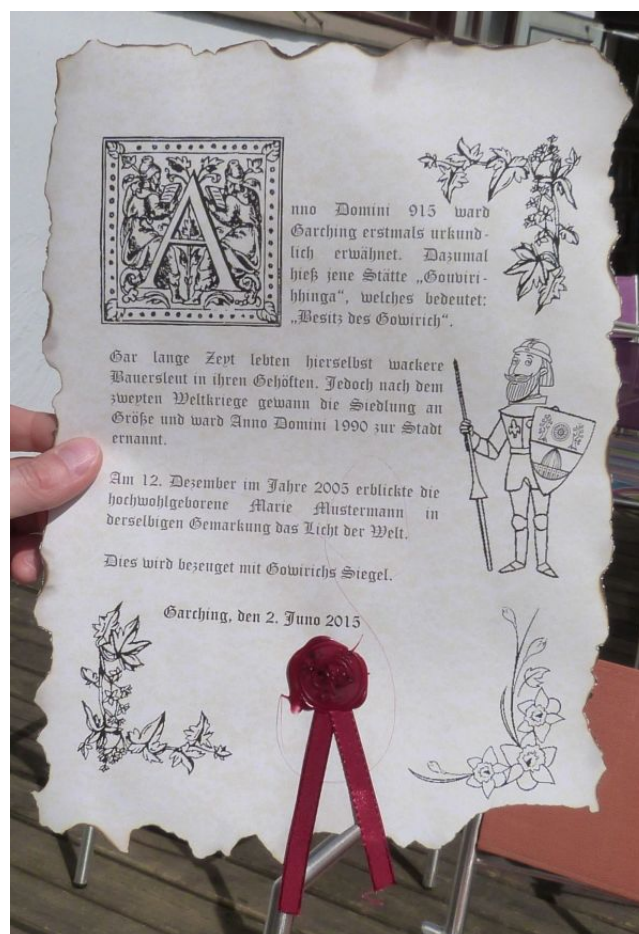 Anno Domini 915 ward
Garching erstmals urkund-
lich erwähnet. Dazumal
hieß jene Stätte „Gouviri-
hhinga“, welches bedeutet:
„Besitz des Gowirich“.
Gar lange Zeyt lebten hierselbst wackere
Bauersleut in ihren Gehöften. Jedoch nach dem
zweyten Weltkriege gewann die Siedlung an
Größe und ward Anno Domini 1990 zur Stadt
ernannt.
Am 12. Dezember im Jahre 2005 erblickte die
hochwohlgeborene Marie Mustermann in
derselbigen Gemarkung das Licht der Welt.
Dies wird bezeuget mit Gowirichs Siegel.
Garching, den 2. Juno 2015